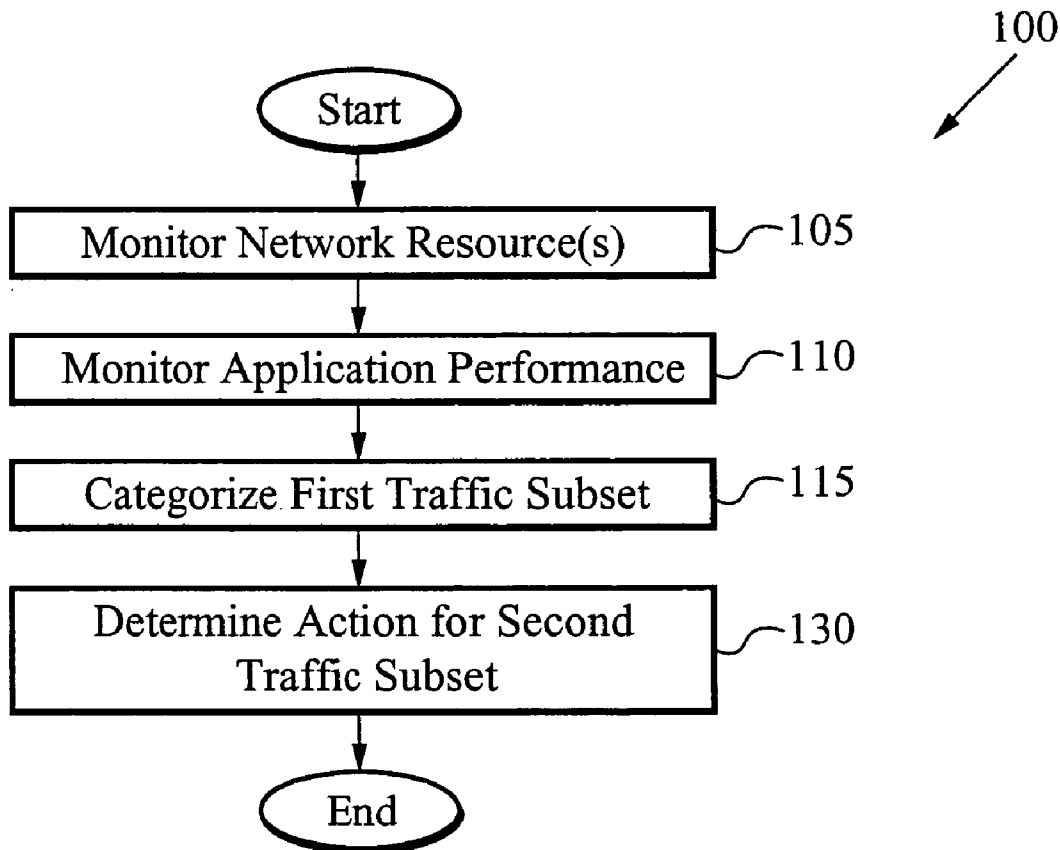 100
Start
Monitor Network Resource(s)
105
Monitor Application Performance
110
Categorize First Traffic Subset
115
Determine Action for Second
Traffic Subset
130
End